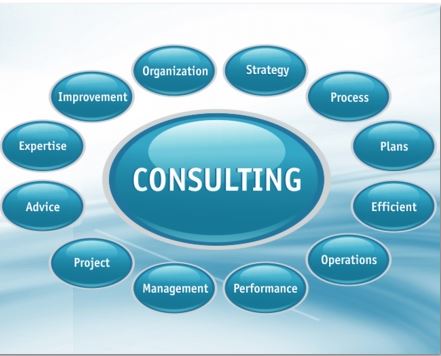 Organization
Strategy
Improvement
Process
Expertise
Plans
CONSULTING
Advice
Efficient
Project
Operations
Management
Performance